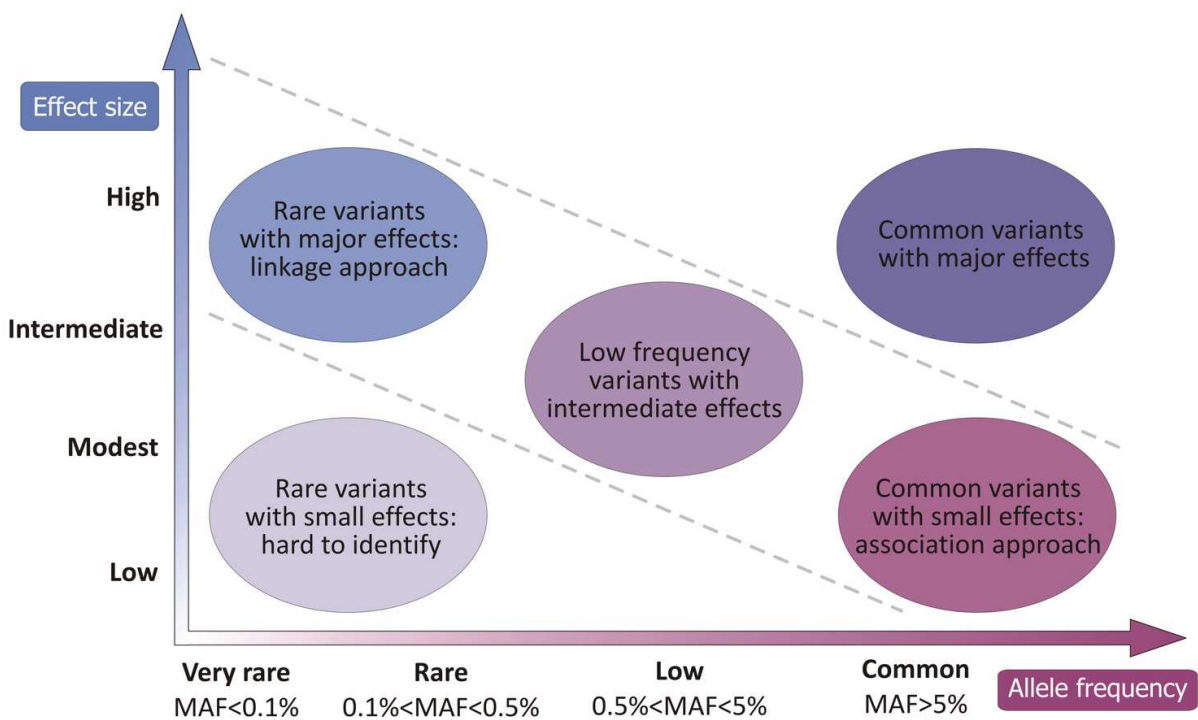 Effect size
High
Intermediate
Modest
Low
Rare variants
with major effects:
linkage approach
Common variants
with major effects
Low frequency
variants with
intermediate effects
Rare variants
with small effects:
hard to identify
Common variants
with small effects:
association approach
Very rare
MAF<0.1%
Rare
0.1%<MAF<0.5%
Low
0.5%<MAF<5%
Common
MAF>5%
Allele frequency